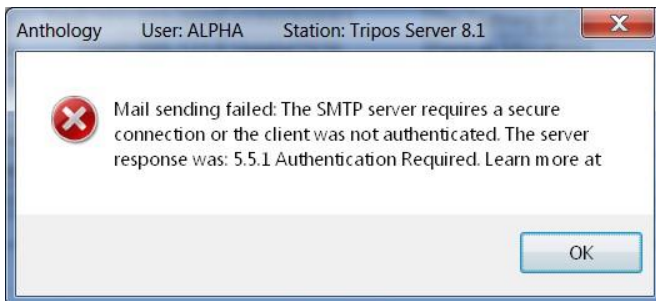 Anthology User: ALPHA Station: Tripos Server 8.1
Mail sending failed: The SMTP server requires a secure
connection or the client was not authenticated. The server
response was: 5.5.1 Authentication Required. Learn more at
OK